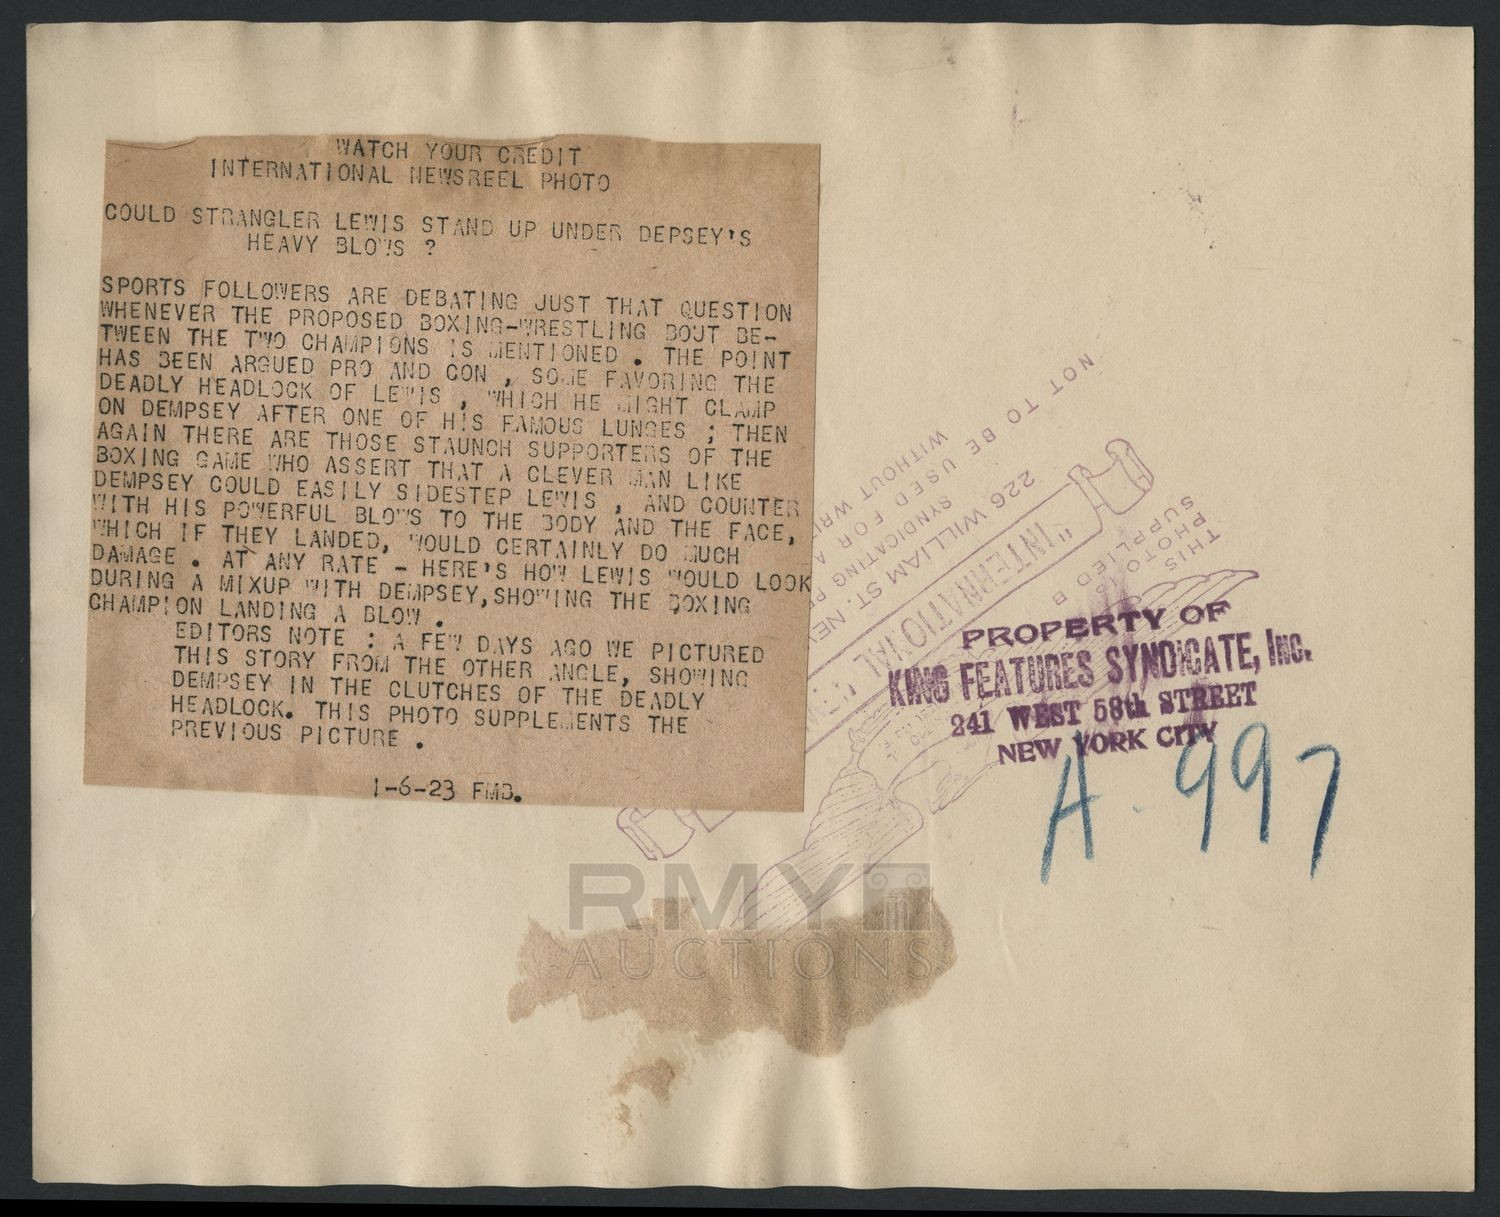 WATCH YOUR CREDIT
INTERNATIONAL NEWSREEL PHOTO
COULD STRANGLER LEWIS STAND UP UNDER DEPSEY'S
HEAVY BLOWS ?
SPORTS FOLLOWERS ARE DEBATING JUST THAT QUESTION
WHENEVER THE PROPOSED BOXING-WRESTLING BOUT BE-
TWEEN THE TWO CHAMPIONS IS MENTIONED . THE POINT
HAS BEEN ARGUED PRO AND CON , SOME FAVORING THE
DEADLY HEADLOCK OF LEWIS , WHICH HE MIGHT CLAMP
ON DEMPSEY AFTER ONE OF HIS FAMOUS LUNGES ; THEN
AGAIN THERE ARE THOSE STAUNCH SUPPORTERS OF THE
BOXING GAME WHO ASSERT THAT A CLEVER MAN LIKE
DEMPSEY COULD EASILY SIDESTEP LEWIS , AND COUNTER
WITH HIS POWERFUL BLOWS TO THE BODY AND THE FACE,
WHICH IF THEY LANDED, WOULD CERTAINLY DO MUCH
DAMAGE . AT ANY RATE - HERE'S HOW LEWIS WOULD LOOK
DURING A MIXUP WITH DEMPSEY, SHOWING THE BOXING
CHAMPION LANDING A BLOW .
EDITORS NOTE : A FEW DAYS AGO WE PICTURED
THIS STORY FROM THE OTHER ANGLE, SHOWING
DEMPSEY IN THE CLUTCHES OF THE DEADLY
HEADLOCK. THIS PHOTO SUPPLEMENTS THE
PREVIOUS PICTURE .
1-6-23 FMB.
THIS
PHOTO
SUPPLIED
"INTERNATIONAL
226 WILLIAM ST. NEW
SYNDICATING
NOT TO BE USED FOR
WITHOUT
PROPERTY OF
KING FEATURES SYNDICATE, INC.
241 WEST 58th STREET
NEW YORK CITY
A-997
RMY
AUCTIONS